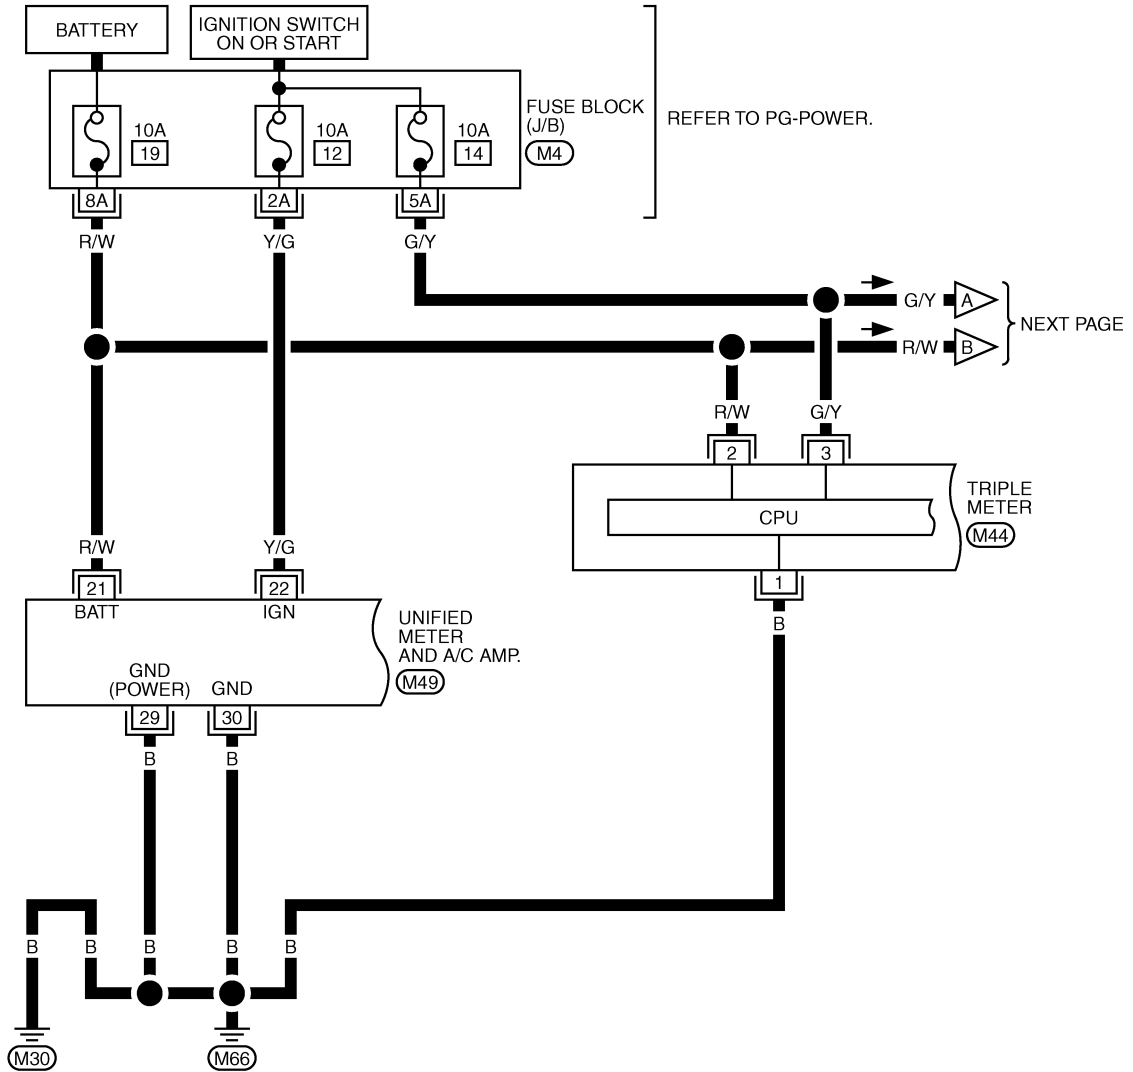 BATTERY
IGNITION SWITCH
ON OR START
FUSE BLOCK
(J/B)
M4
REFER TO PG-POWER.
10A
19
10A
12
10A
14
8A
2A
5A
R/W
Y/G
G/Y
G/Y
A
R/W
B
NEXT PAGE
R/W
G/Y
2
3
TRIPLE
METER
M44
CPU
1
B
R/W
Y/G
21
22
BATT
IGN
UNIFIED
METER
AND A/C AMP.
M49
GND
(POWER)
GND
29
30
B
B
B
B
B
B
B
M30
M66